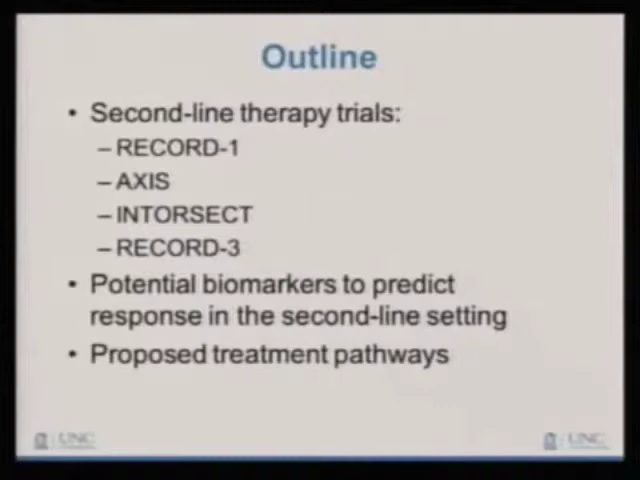 Outline
• Second-line therapy trials:
– RECORD-1
– AXIS
– INTORSECT
– RECORD-3
• Potential biomarkers to predict
response in the second-line setting
• Proposed treatment pathways
UNC
UNC